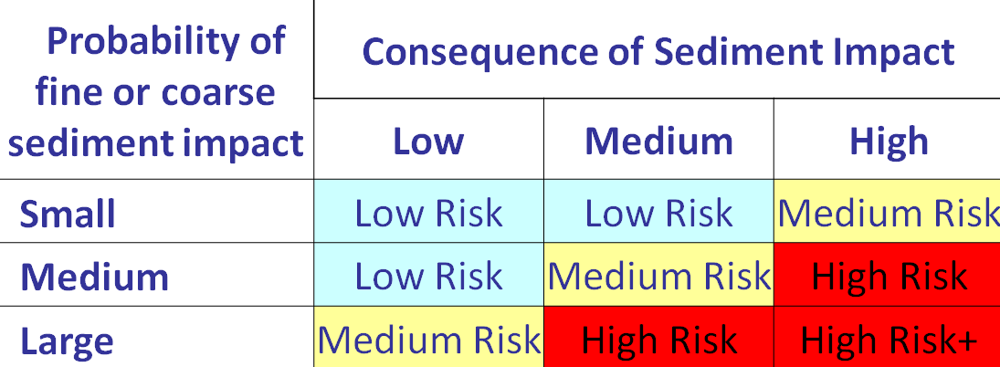 Probability of
fine or coarse
sediment impact
Consequence of Sediment Impact
Low Medium High
Small Low Risk Low Risk Medium Risk
Medium Low Risk Medium Risk High Risk
Large Medium Risk High Risk High Risk+